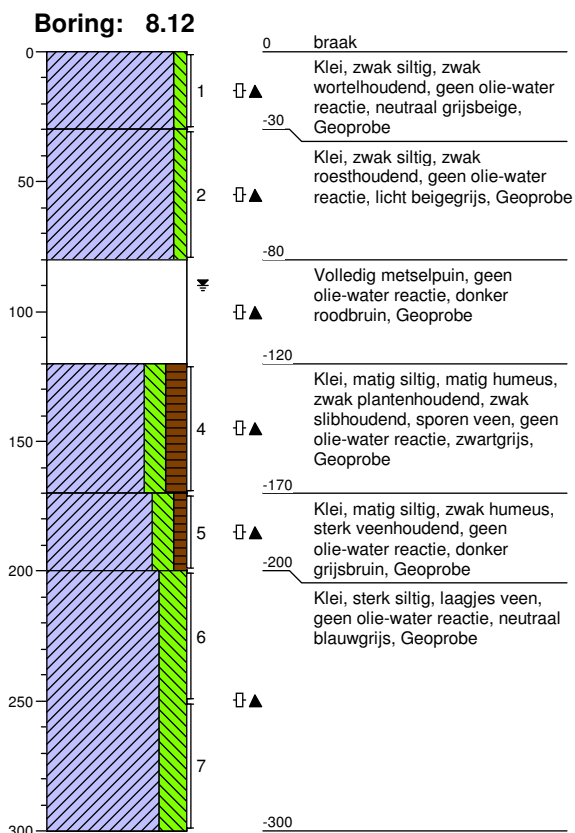 Boring: 8.12
0
50
100
150
200
250
300
1
2
4
5
6
7
0 braak
Klei, zwak siltig, zwak
wortelhoudend, geen olie-water
reactie, neutraal grijsbeige,
Geoprobe
-30
Klei, zwak siltig, zwak
roesthoudend, geen olie-water
reactie, licht beigegrijs, Geoprobe
-80
Volledig metselpuin, geen
olie-water reactie, donker
roodbruin, Geoprobe
-120
Klei, matig siltig, matig humeus,
zwak plantenhoudend, zwak
slibhoudend, sporen veen, geen
olie-water reactie, zwartgrijs,
Geoprobe
-170
Klei, matig siltig, zwak humeus,
sterk veenhoudend, geen
olie-water reactie, donker
grijsbruin, Geoprobe
-200
Klei, sterk siltig, laagjes veen,
geen olie-water reactie, neutraal
blauwgrijs, Geoprobe
-300